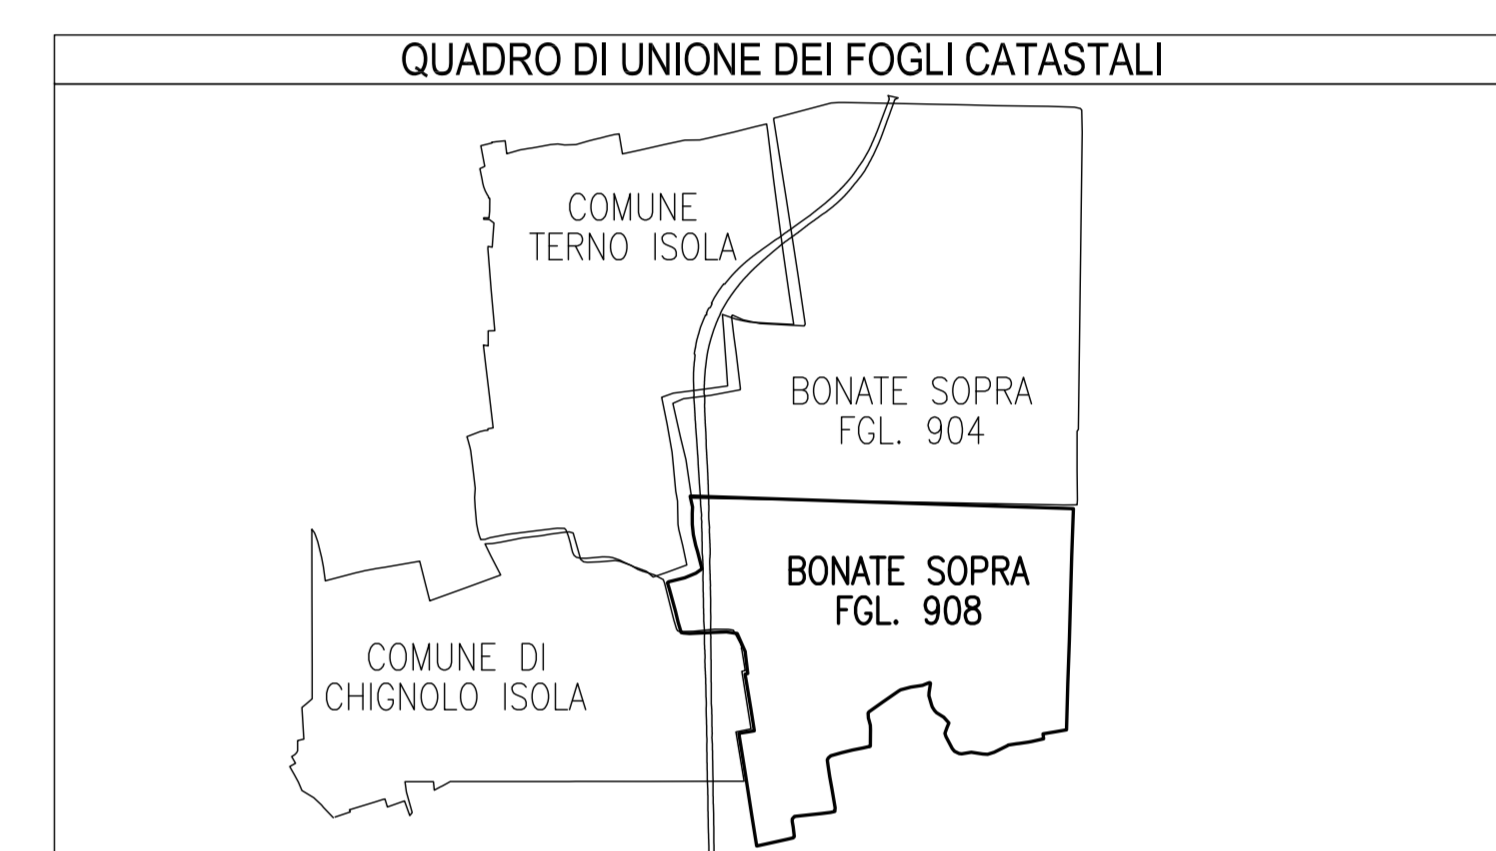 QUADRO DI UNIONE DEI FOGLI CATASTALI
COMUNE
TERNO ISOLA
BONATE SOPRA
FGL. 904
BONATE SOPRA
FGL. 908
COMUNE DI
CHIGNOLO ISOLA